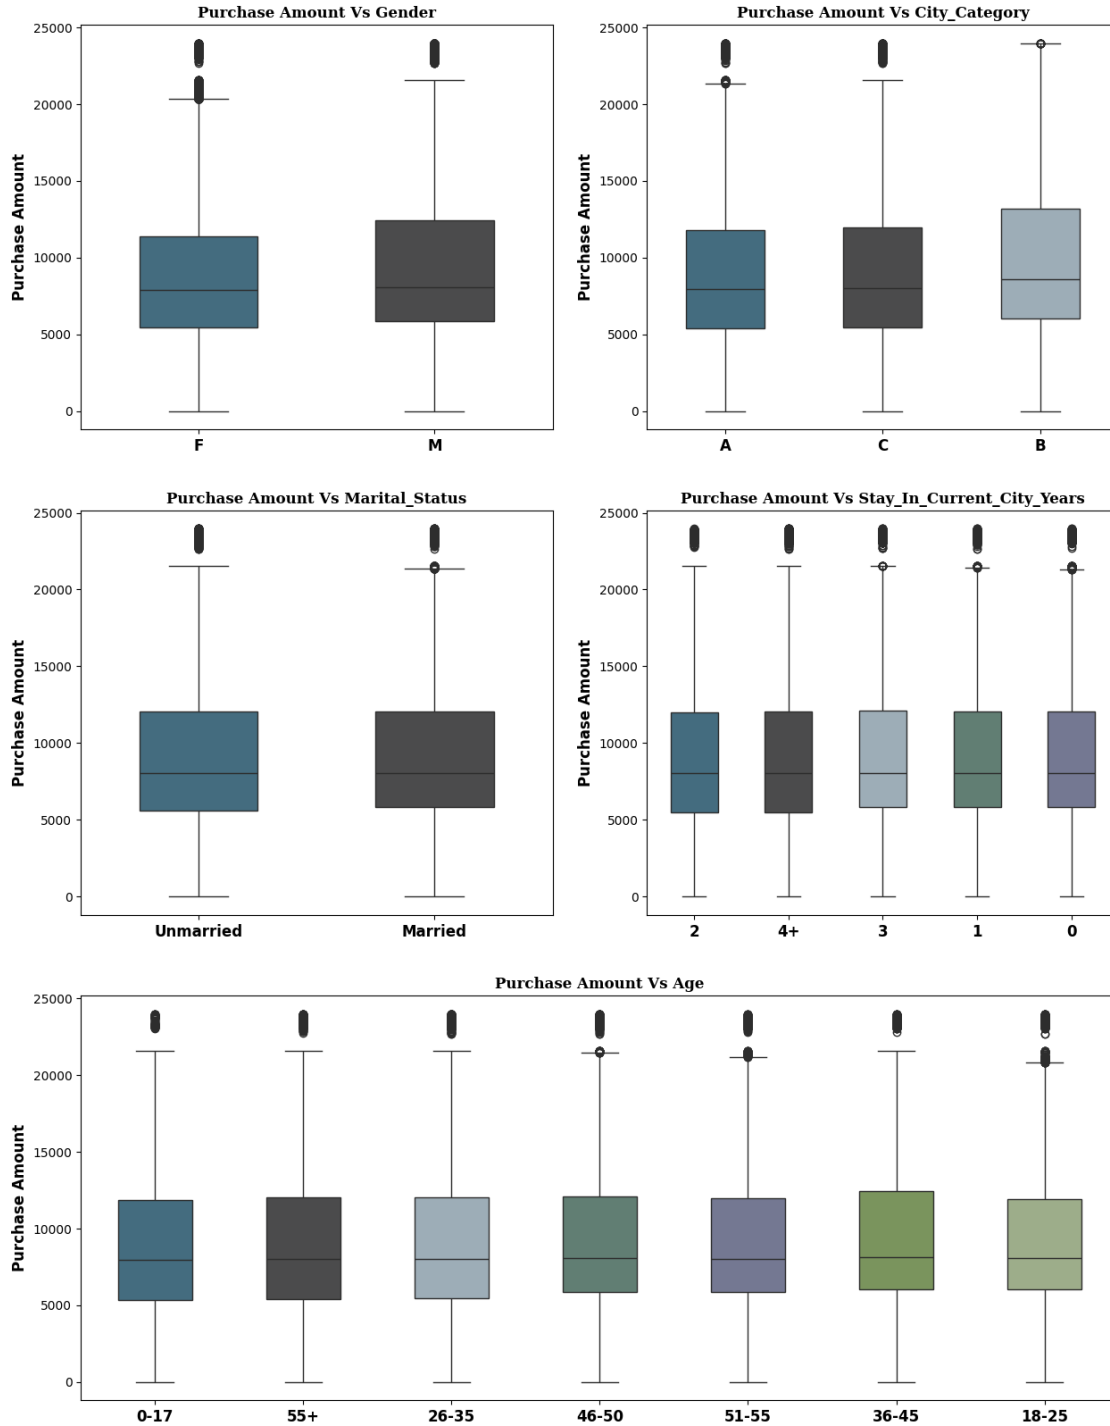 Purchase Amount Vs Gender
Purchase Amount
25000
20000
15000
10000
5000
0
F M
Purchase Amount Vs City_Category
Purchase Amount
25000
20000
15000
10000
5000
0
A C B
Purchase Amount Vs Marital_Status
Purchase Amount
25000
20000
15000
10000
5000
0
Unmarried Married
Purchase Amount Vs Stay_In_Current_City_Years
Purchase Amount
25000
20000
15000
10000
5000
0
2 4+ 3 1 0
Purchase Amount Vs Age
Purchase Amount
25000
20000
15000
10000
5000
0
0-17 55+ 26-35 46-50 51-55 36-45 18-25